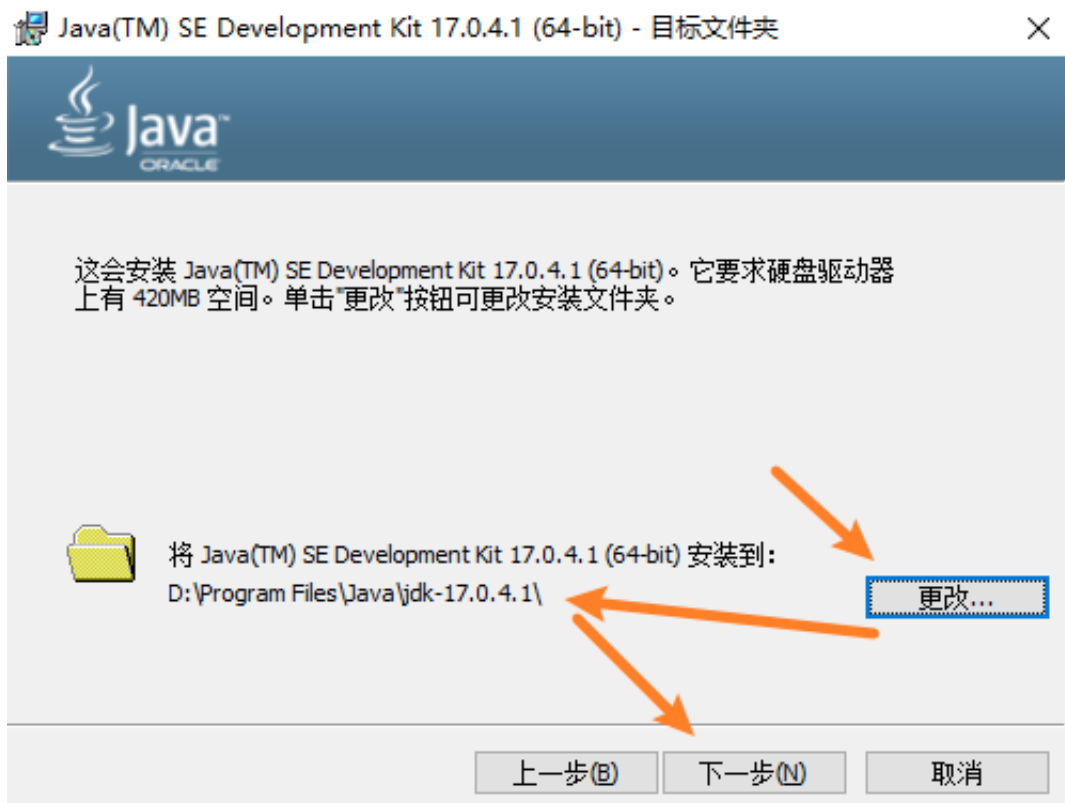 Java(TM) SE Development Kit 17.0.4.1 (64-bit) - 目标文件夹
Java™
ORACLE
这会安装 Java(TM) SE Development Kit 17.0.4.1 (64-bit)。它要求硬盘驱动器
上有 420MB 空间。单击"更改"按钮可更改安装文件夹。
将 Java(TM) SE Development Kit 17.0.4.1 (64-bit) 安装到：
D:\Program Files\Java\jdk-17.0.4.1\
更改...
上一步(B)
下一步(N)
取消